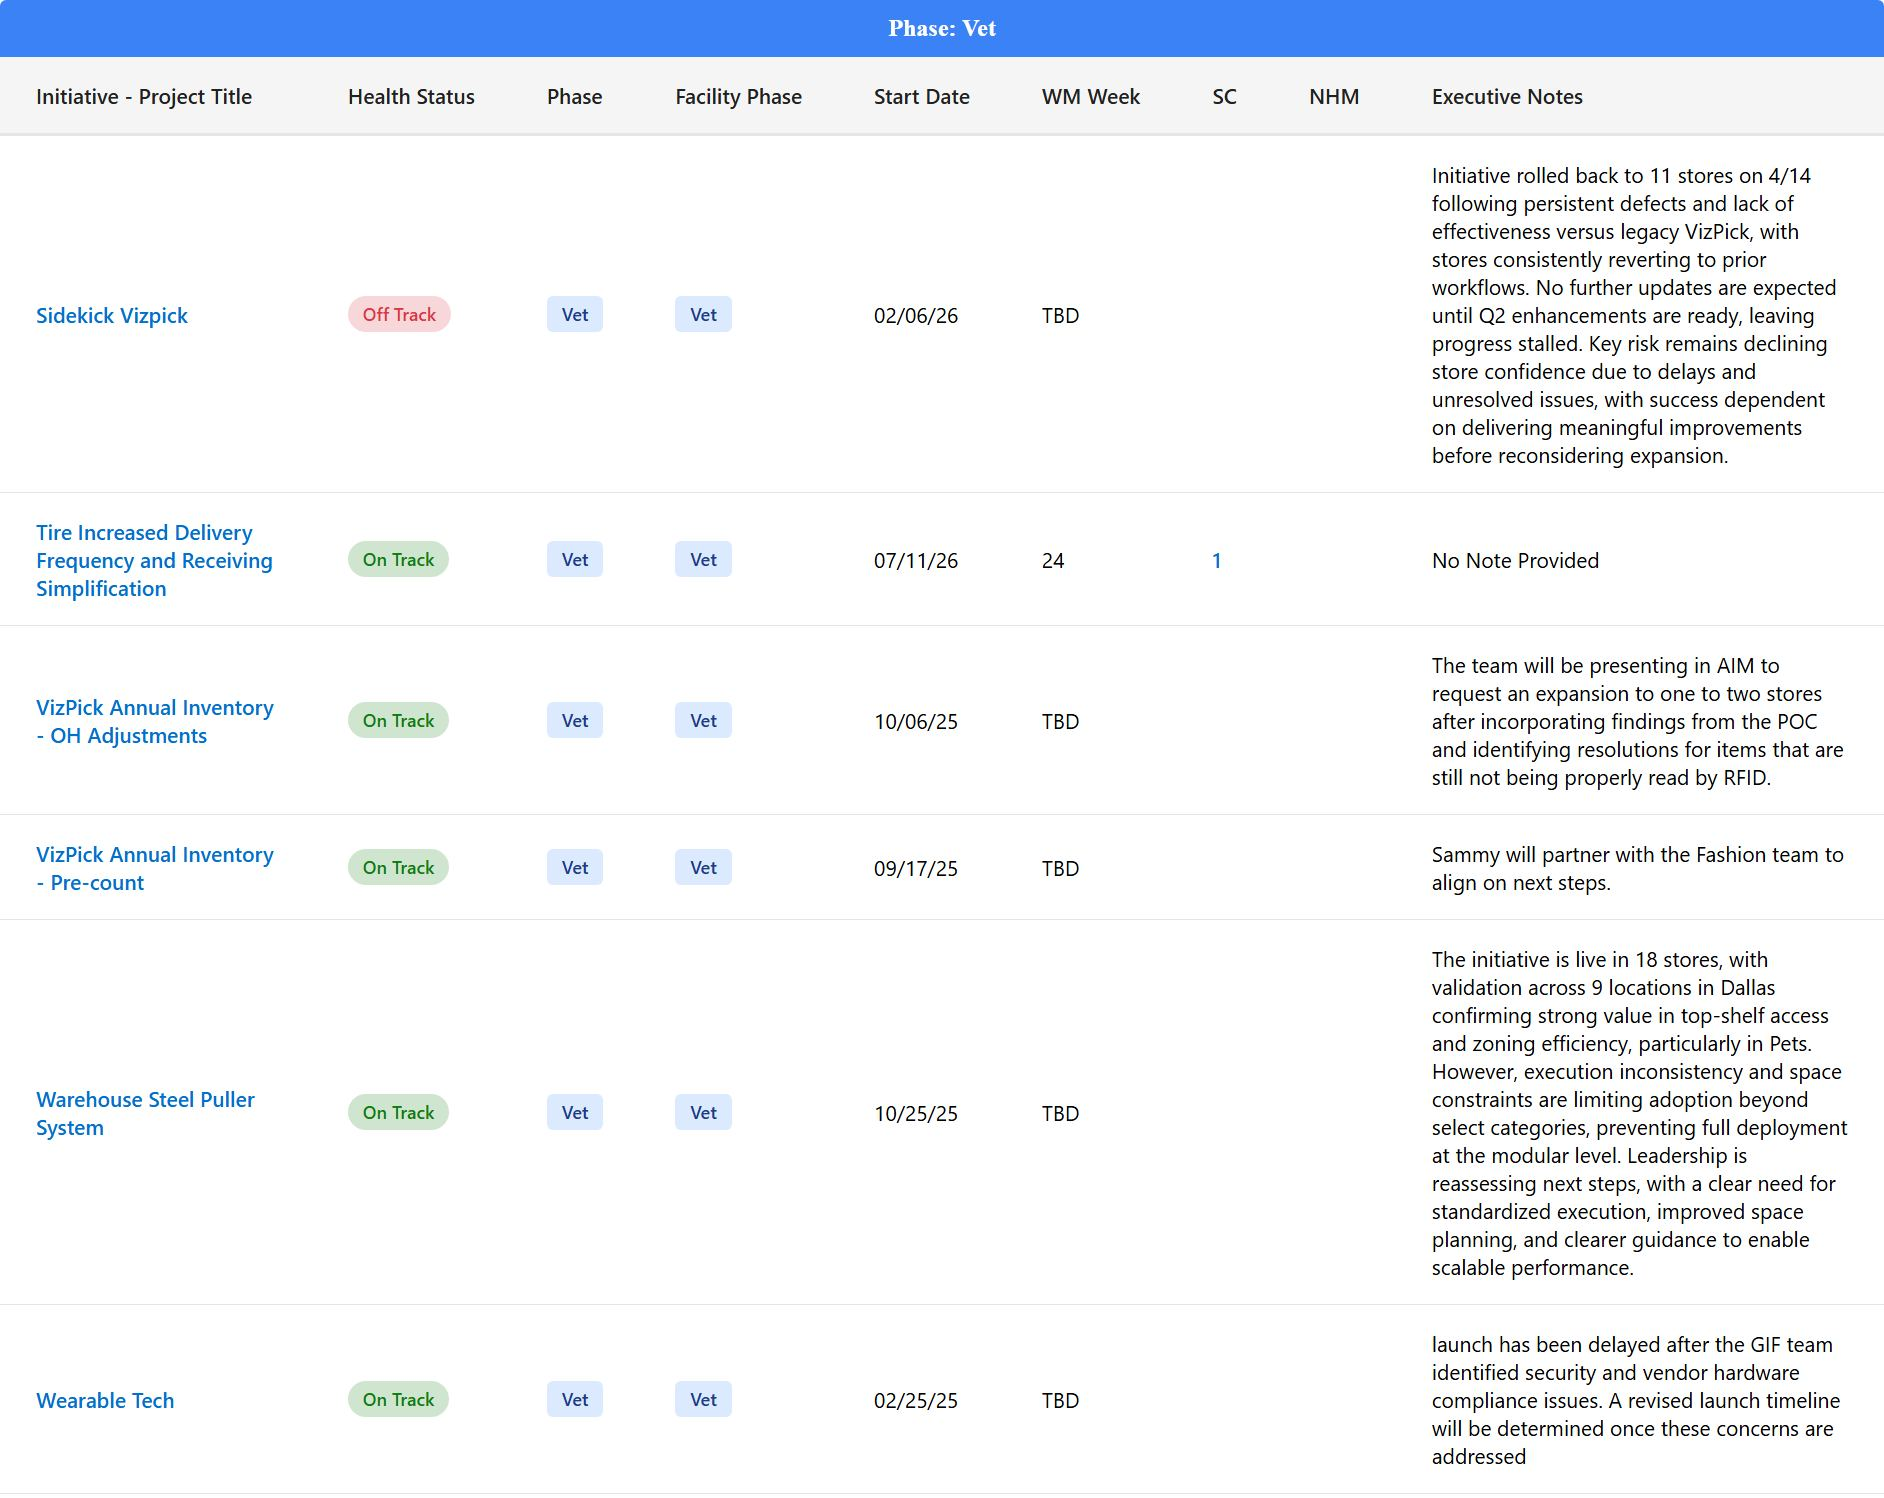 Phase: Vet
Initiative - Project Title Health Status Phase Facility Phase Start Date WM Week SC NHM Executive Notes
Sidekick Vizpick Off Track Vet Vet 02/06/26 TBD
Initiative rolled back to 11 stores on 4/14
following persistent defects and lack of
effectiveness versus legacy VizPick, with
stores consistently reverting to prior
workflows. No further updates are expected
until Q2 enhancements are ready, leaving
progress stalled. Key risk remains declining
store confidence due to delays and
unresolved issues, with success dependent
on delivering meaningful improvements
before reconsidering expansion.
Tire Increased Delivery
Frequency and Receiving
Simplification
On Track Vet Vet 07/11/26 24 1 No Note Provided
VizPick Annual Inventory
- OH Adjustments
On Track Vet Vet 10/06/25 TBD
The team will be presenting in AIM to
request an expansion to one to two stores
after incorporating findings from the POC
and identifying resolutions for items that are
still not being properly read by RFID.
VizPick Annual Inventory
- Pre-count
On Track Vet Vet 09/17/25 TBD
Sammy will partner with the Fashion team to
align on next steps.
Warehouse Steel Puller
System
On Track Vet Vet 10/25/25 TBD
The initiative is live in 18 stores, with
validation across 9 locations in Dallas
confirming strong value in top-shelf access
and zoning efficiency, particularly in Pets.
However, execution inconsistency and space
constraints are limiting adoption beyond
select categories, preventing full deployment
at the modular level. Leadership is
reassessing next steps, with a clear need for
standardized execution, improved space
planning, and clearer guidance to enable
scalable performance.
Wearable Tech On Track Vet Vet 02/25/25 TBD
launch has been delayed after the GIF team
identified security and vendor hardware
compliance issues. A revised launch timeline
will be determined once these concerns are
addressed